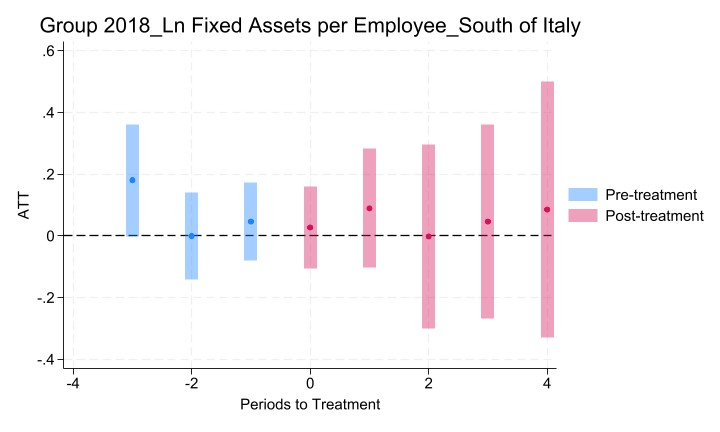 Group 2018_Ln Fixed Assets per Employee_South of Italy
.6
.4
.2
0
-.2
-.4
ATT
-4
-2
0
2
4
Periods to Treatment
Pre-treatment
Post-treatment